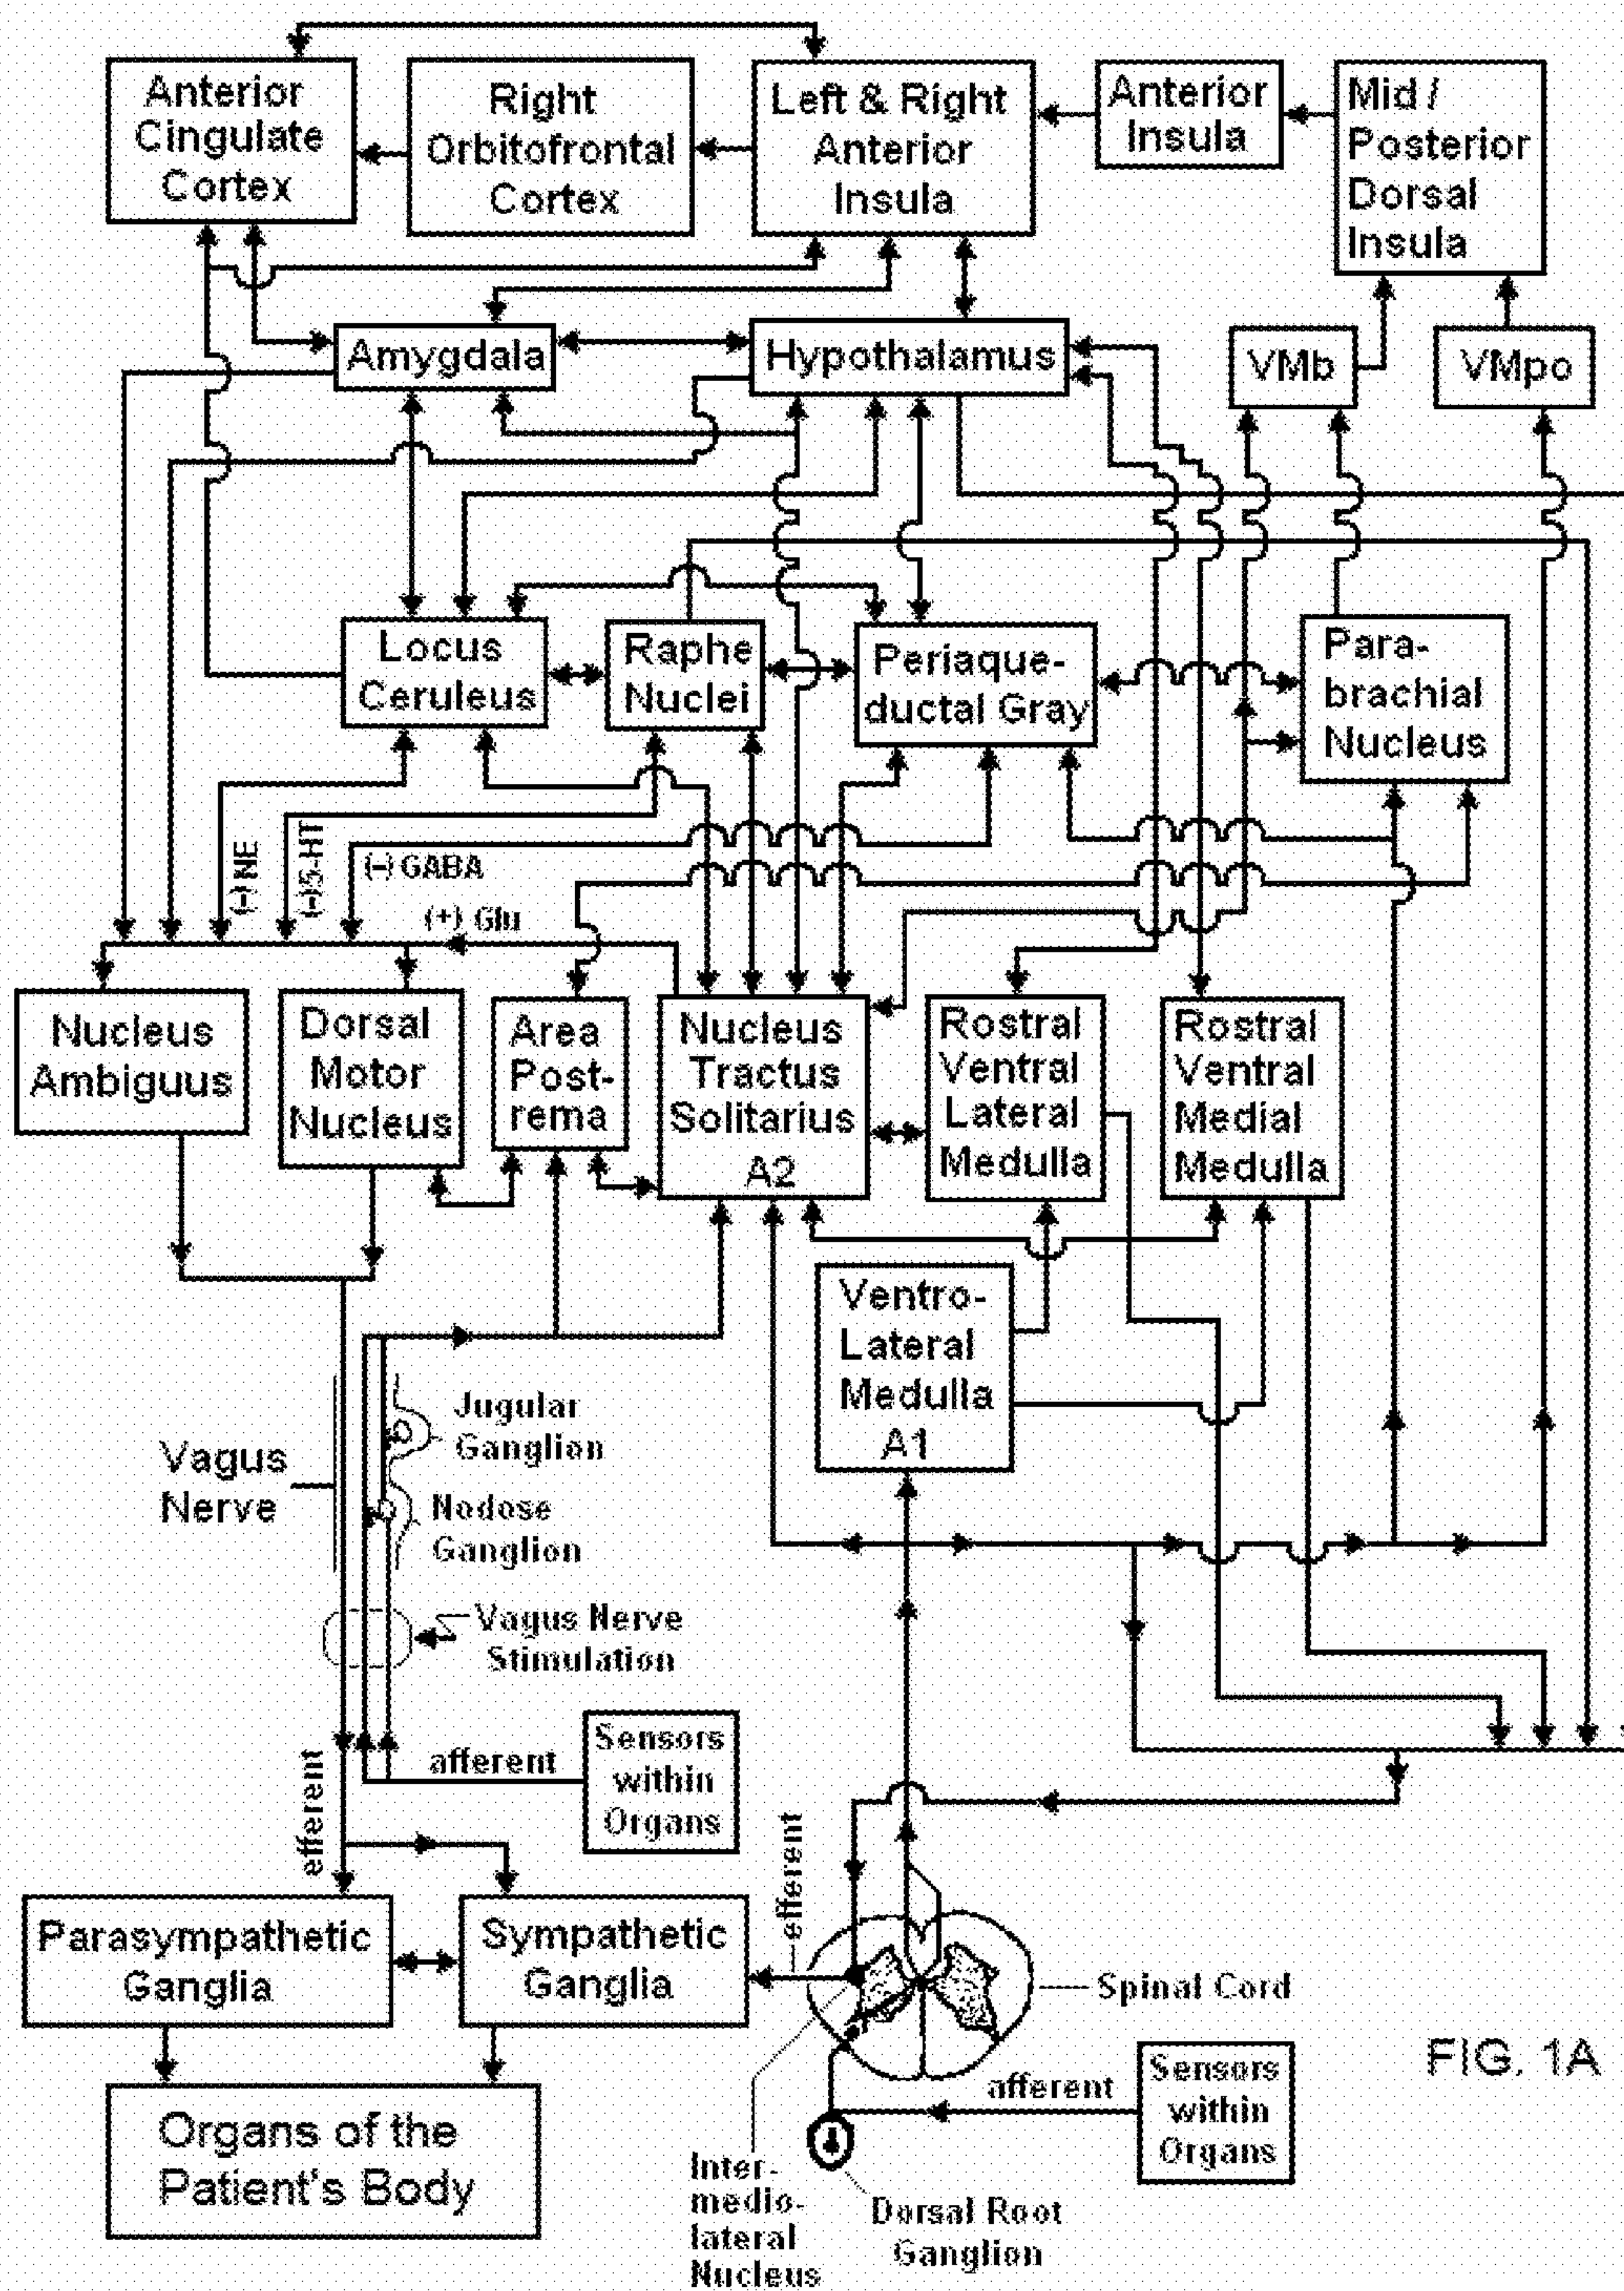 Anterior
Cingulate
Cortex
Right
Orbitofrontal
Cortex
Left & Right
Anterior
Insula
Anterior
Insula
Mid /
Posterior
Dorsal
Insula
Amygdala
Hypothalamus
VMb
VMpo
Locus
Ceruleus
Raphe
Nuclei
Periaque-
ductal Gray
Para-
brachial
Nucleus
(–) NE
(–)5-HT
(–) GABA
(+) Glu
Nucleus
Ambiguus
Dorsal
Motor
Nucleus
Area
Post-
rema
Nucleus
Tractus
Solitarius
A2
Rostral
Ventral
Lateral
Medulla
Rostral
Ventral
Medial
Medulla
Ventro-
Lateral
Medulla
A1
Jugular
Ganglion
Vagus
Nerve
Nodose
Ganglion
Vagus Nerve
Stimulation
Sensors
within
Organs
afferent
efferent
efferent
Parasympathetic
Ganglia
Sympathetic
Ganglia
Spinal Cord
FIG. 1A
Sensors
within
Organs
afferent
Organs of the
Patient's Body
Inter-
medio-
lateral
Nucleus
Dorsal Root
Ganglion